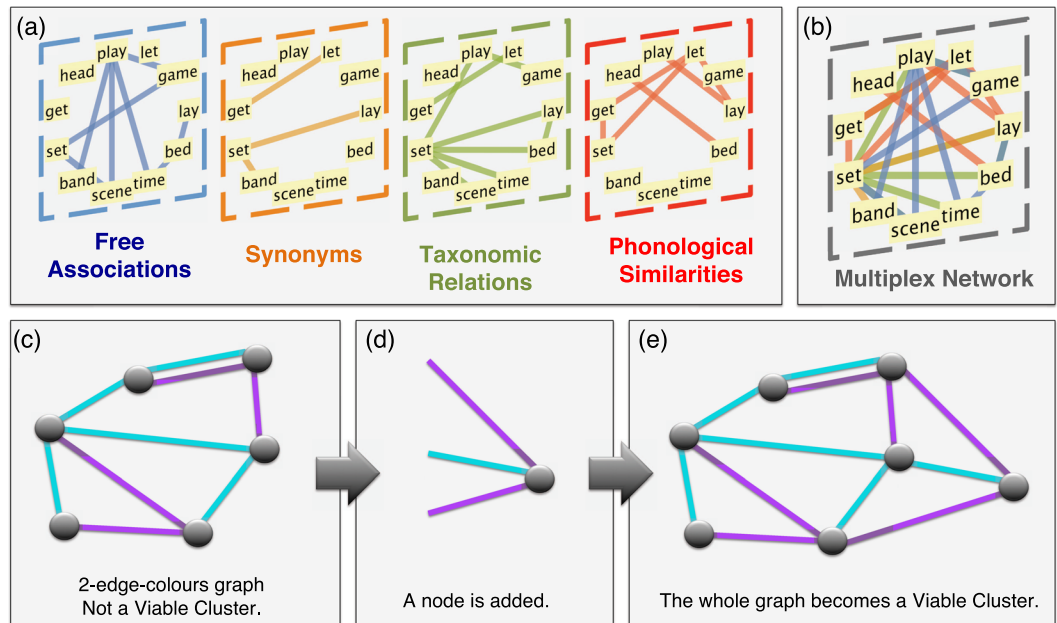 (a)
play let
head
game
get
lay
set
bed
band
scene time
Free
Associations
play let
head
game
get
lay
set
bed
band
scene time
Synonyms
play let
head
game
get
lay
set
bed
band
scene time
Taxonomic
Relations
play let
head
game
get
lay
set
bed
band
scene time
Phonological
Similarities
(b)
play let
head
game
get
lay
set
bed
band
scene time
Multiplex Network
(c)
2-edge-colours graph
Not a Viable Cluster.
(d)
A node is added.
(e)
The whole graph becomes a Viable Cluster.